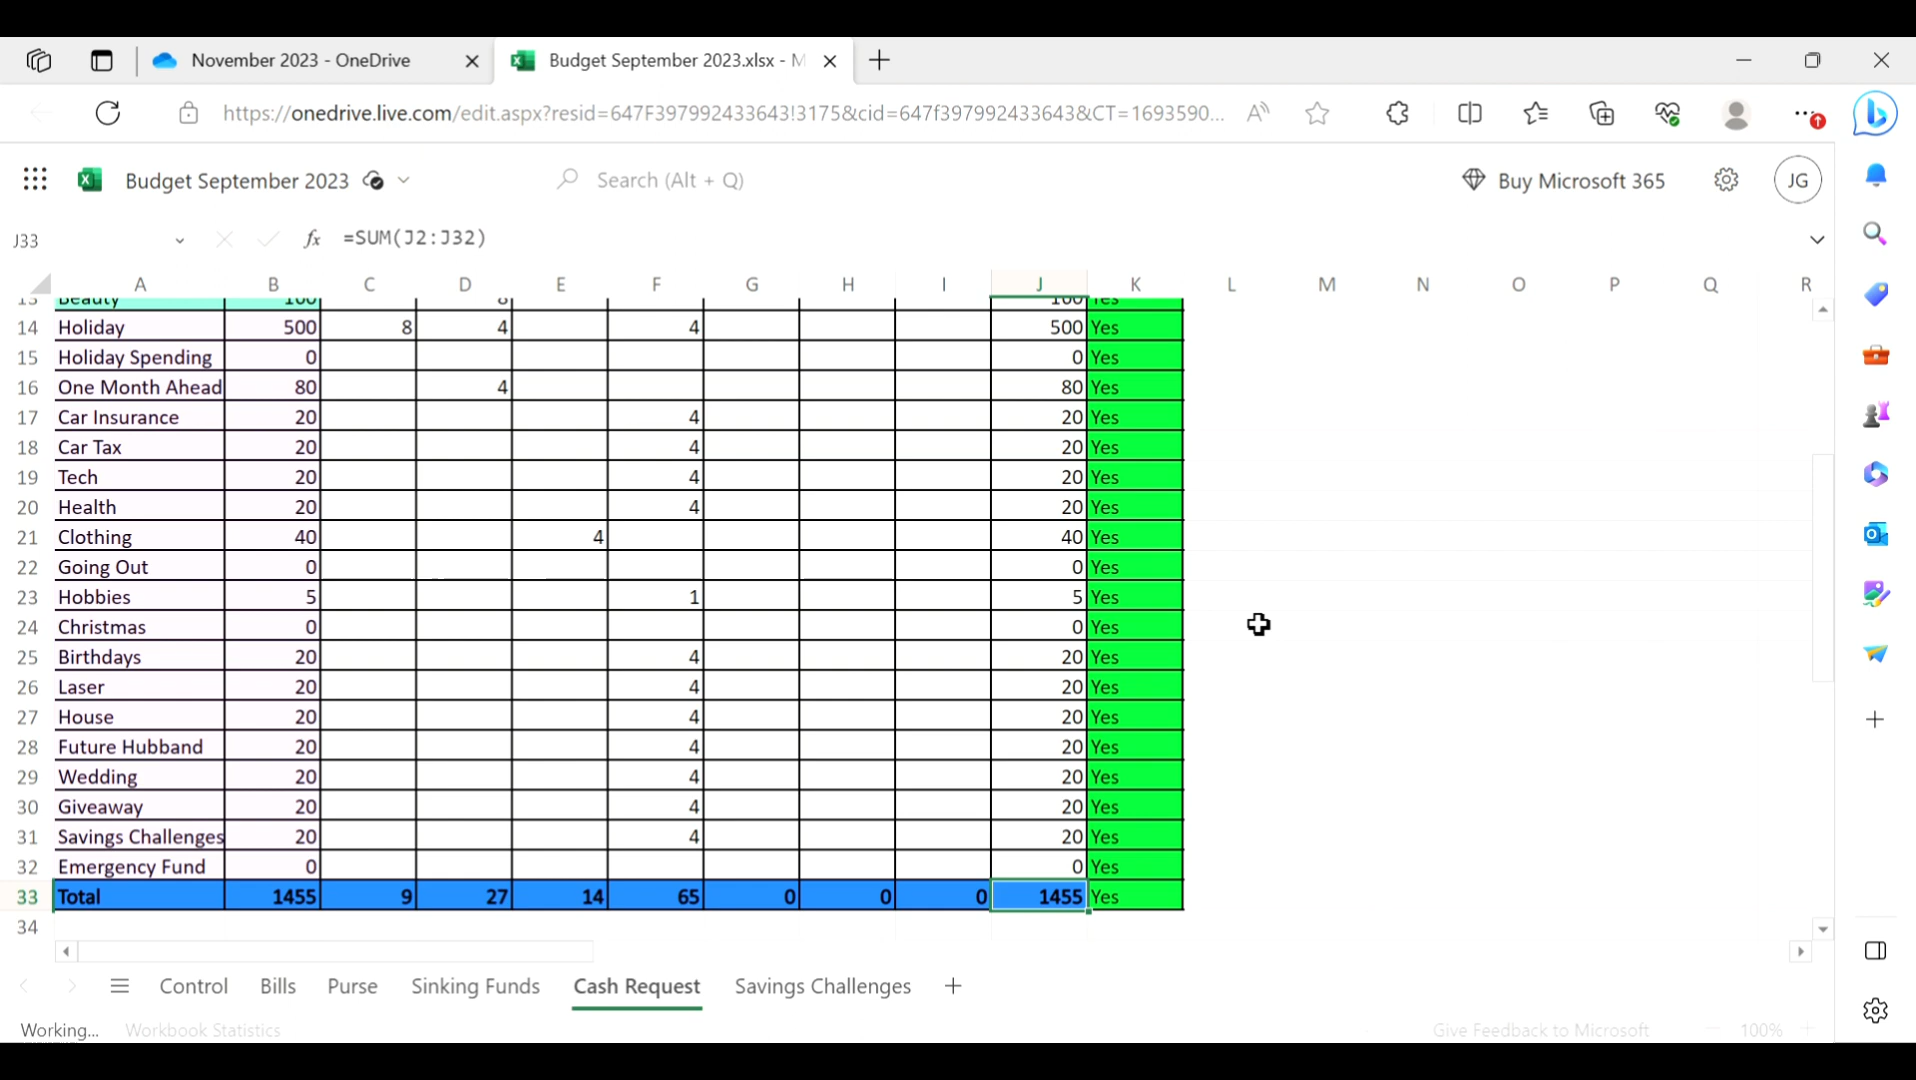 November 2023 - OneDrive
Budget September 2023.xlsx - M
https://onedrive.live.com/edit.aspx?resid=647F397992433643!3175&cid=647f397992433643&CT=1693590...
Budget September 2023
Search (Alt + Q)
Buy Microsoft 365
JG
J33
fx =SUM(J2:J32)
A B C D E F G H I J K L M N O P Q R
13 Beauty 100 8 100 Yes
14 Holiday 500 8 4 4 500 Yes
15 Holiday Spending 0 0 Yes
16 One Month Ahead 80 4 80 Yes
17 Car Insurance 20 4 20 Yes
18 Car Tax 20 4 20 Yes
19 Tech 20 4 20 Yes
20 Health 20 4 20 Yes
21 Clothing 40 4 40 Yes
22 Going Out 0 0 Yes
23 Hobbies 5 1 5 Yes
24 Christmas 0 0 Yes
25 Birthdays 20 4 20 Yes
26 Laser 20 4 20 Yes
27 House 20 4 20 Yes
28 Future Hubband 20 4 20 Yes
29 Wedding 20 4 20 Yes
30 Giveaway 20 4 20 Yes
31 Savings Challenges 20 4 20 Yes
32 Emergency Fund 0 0 Yes
33 Total 1455 9 27 14 65 0 0 0 1455 Yes
34
Control Bills Purse Sinking Funds Cash Request Savings Challenges
Working... Workbook Statistics Give Feedback to Microsoft 100%